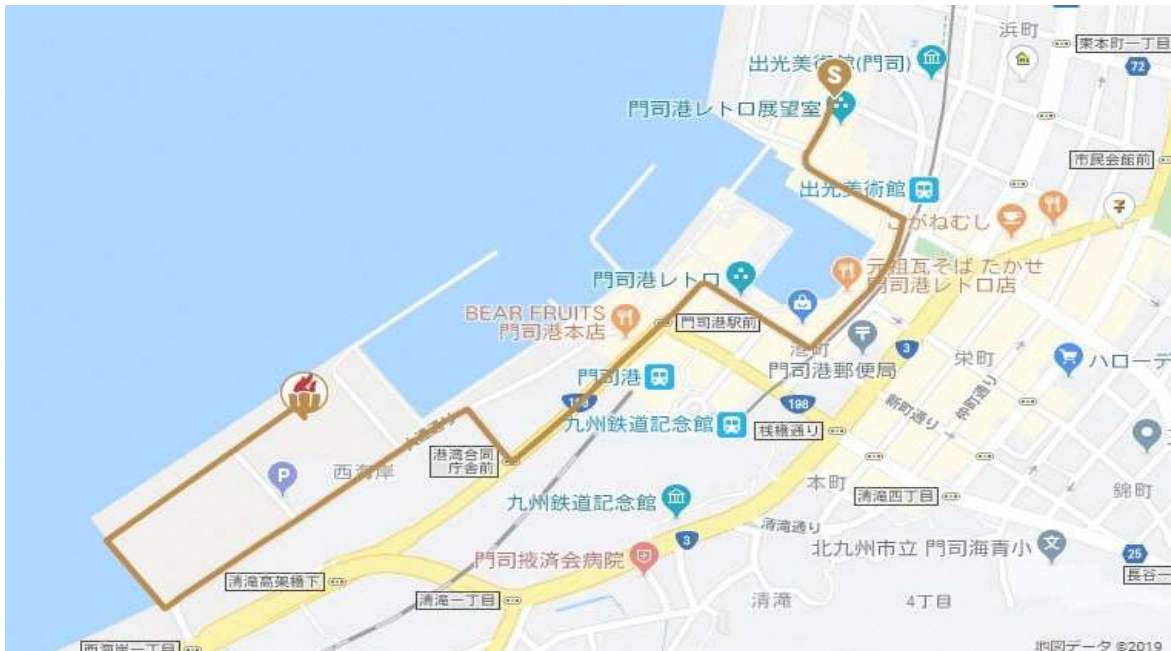 浜町
東本町一丁目
出光美術館(門司)
72
S
門司港レトロ展望室
市民会館前
出光美術館
こがねむし
元祖瓦そば たかせ
門司港レトロ店
門司港レトロ
BEAR FRUITS
門司港本店
門司港駅前
港町
門司港郵便局
3
栄町
ハローデ
門司港
198
198
新町通り
仲町通り
九州鉄道記念館
桟橋通り
港湾合同
庁舎前
P
西海岸
本町
清滝四丁目
錦町
九州鉄道記念館
清滝通り
3
北九州市立 門司海青小
文
25
門司掖済会病院
長谷一
清滝高架橋下
清滝一丁目
清滝
4丁目
西海岸一丁目
地図データ ©2019